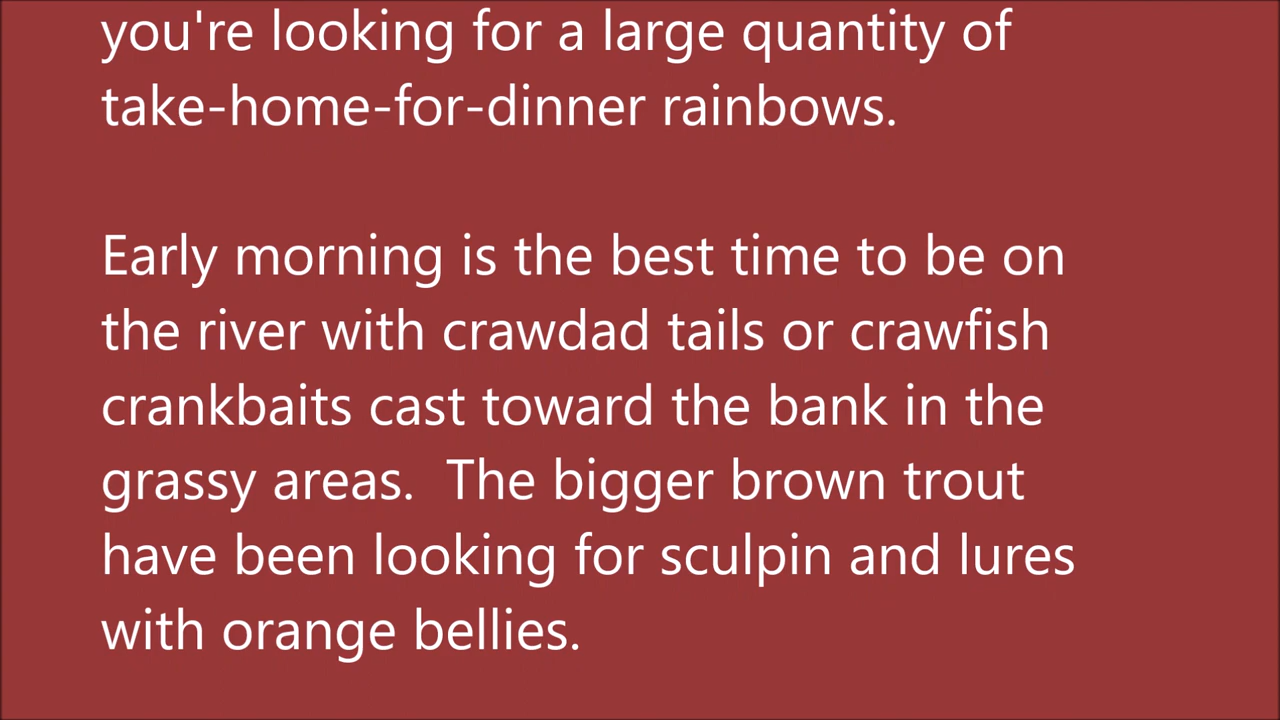 you're looking for a large quantity of
take-home-for-dinner rainbows.
Early morning is the best time to be on
the river with crawdad tails or crawfish
crankbaits cast toward the bank in the
grassy areas.  The bigger brown trout
have been looking for sculpin and lures
with orange bellies.